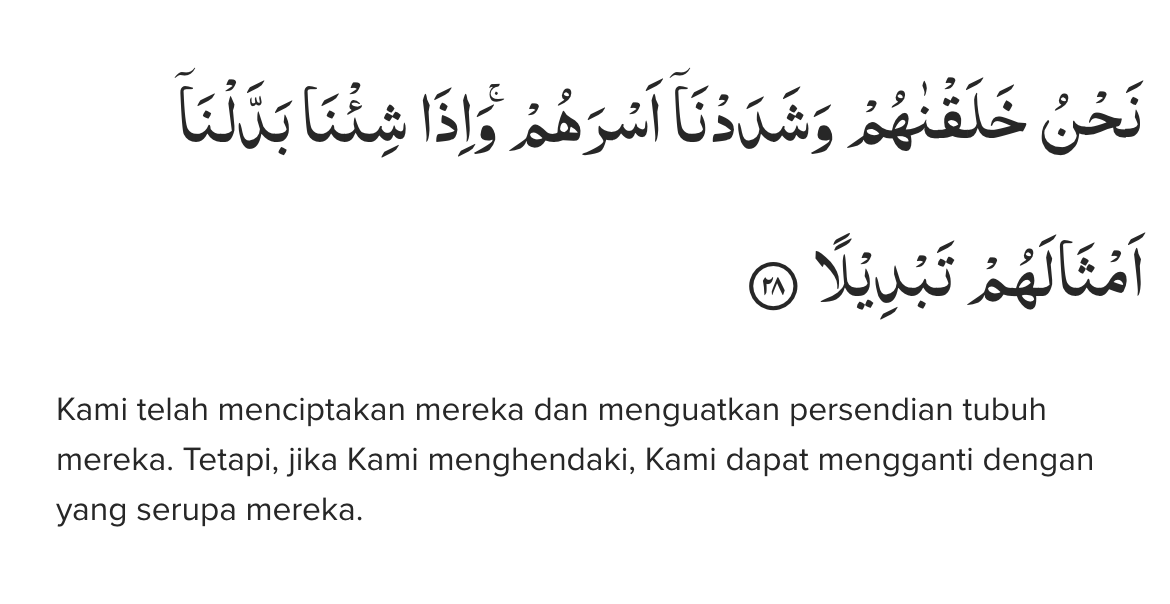 نَحْنُ خَلَقْنٰهُمْ وَشَدَدْنَآ اَسْرَهُمْۚ وَاِذَا شِئْنَا بَدَّلْنَآ
اَمْثَالَهُمْ تَبْدِيْلًا ٢٨
Kami telah menciptakan mereka dan menguatkan persendian tubuh
mereka. Tetapi, jika Kami menghendaki, Kami dapat mengganti dengan
yang serupa mereka.